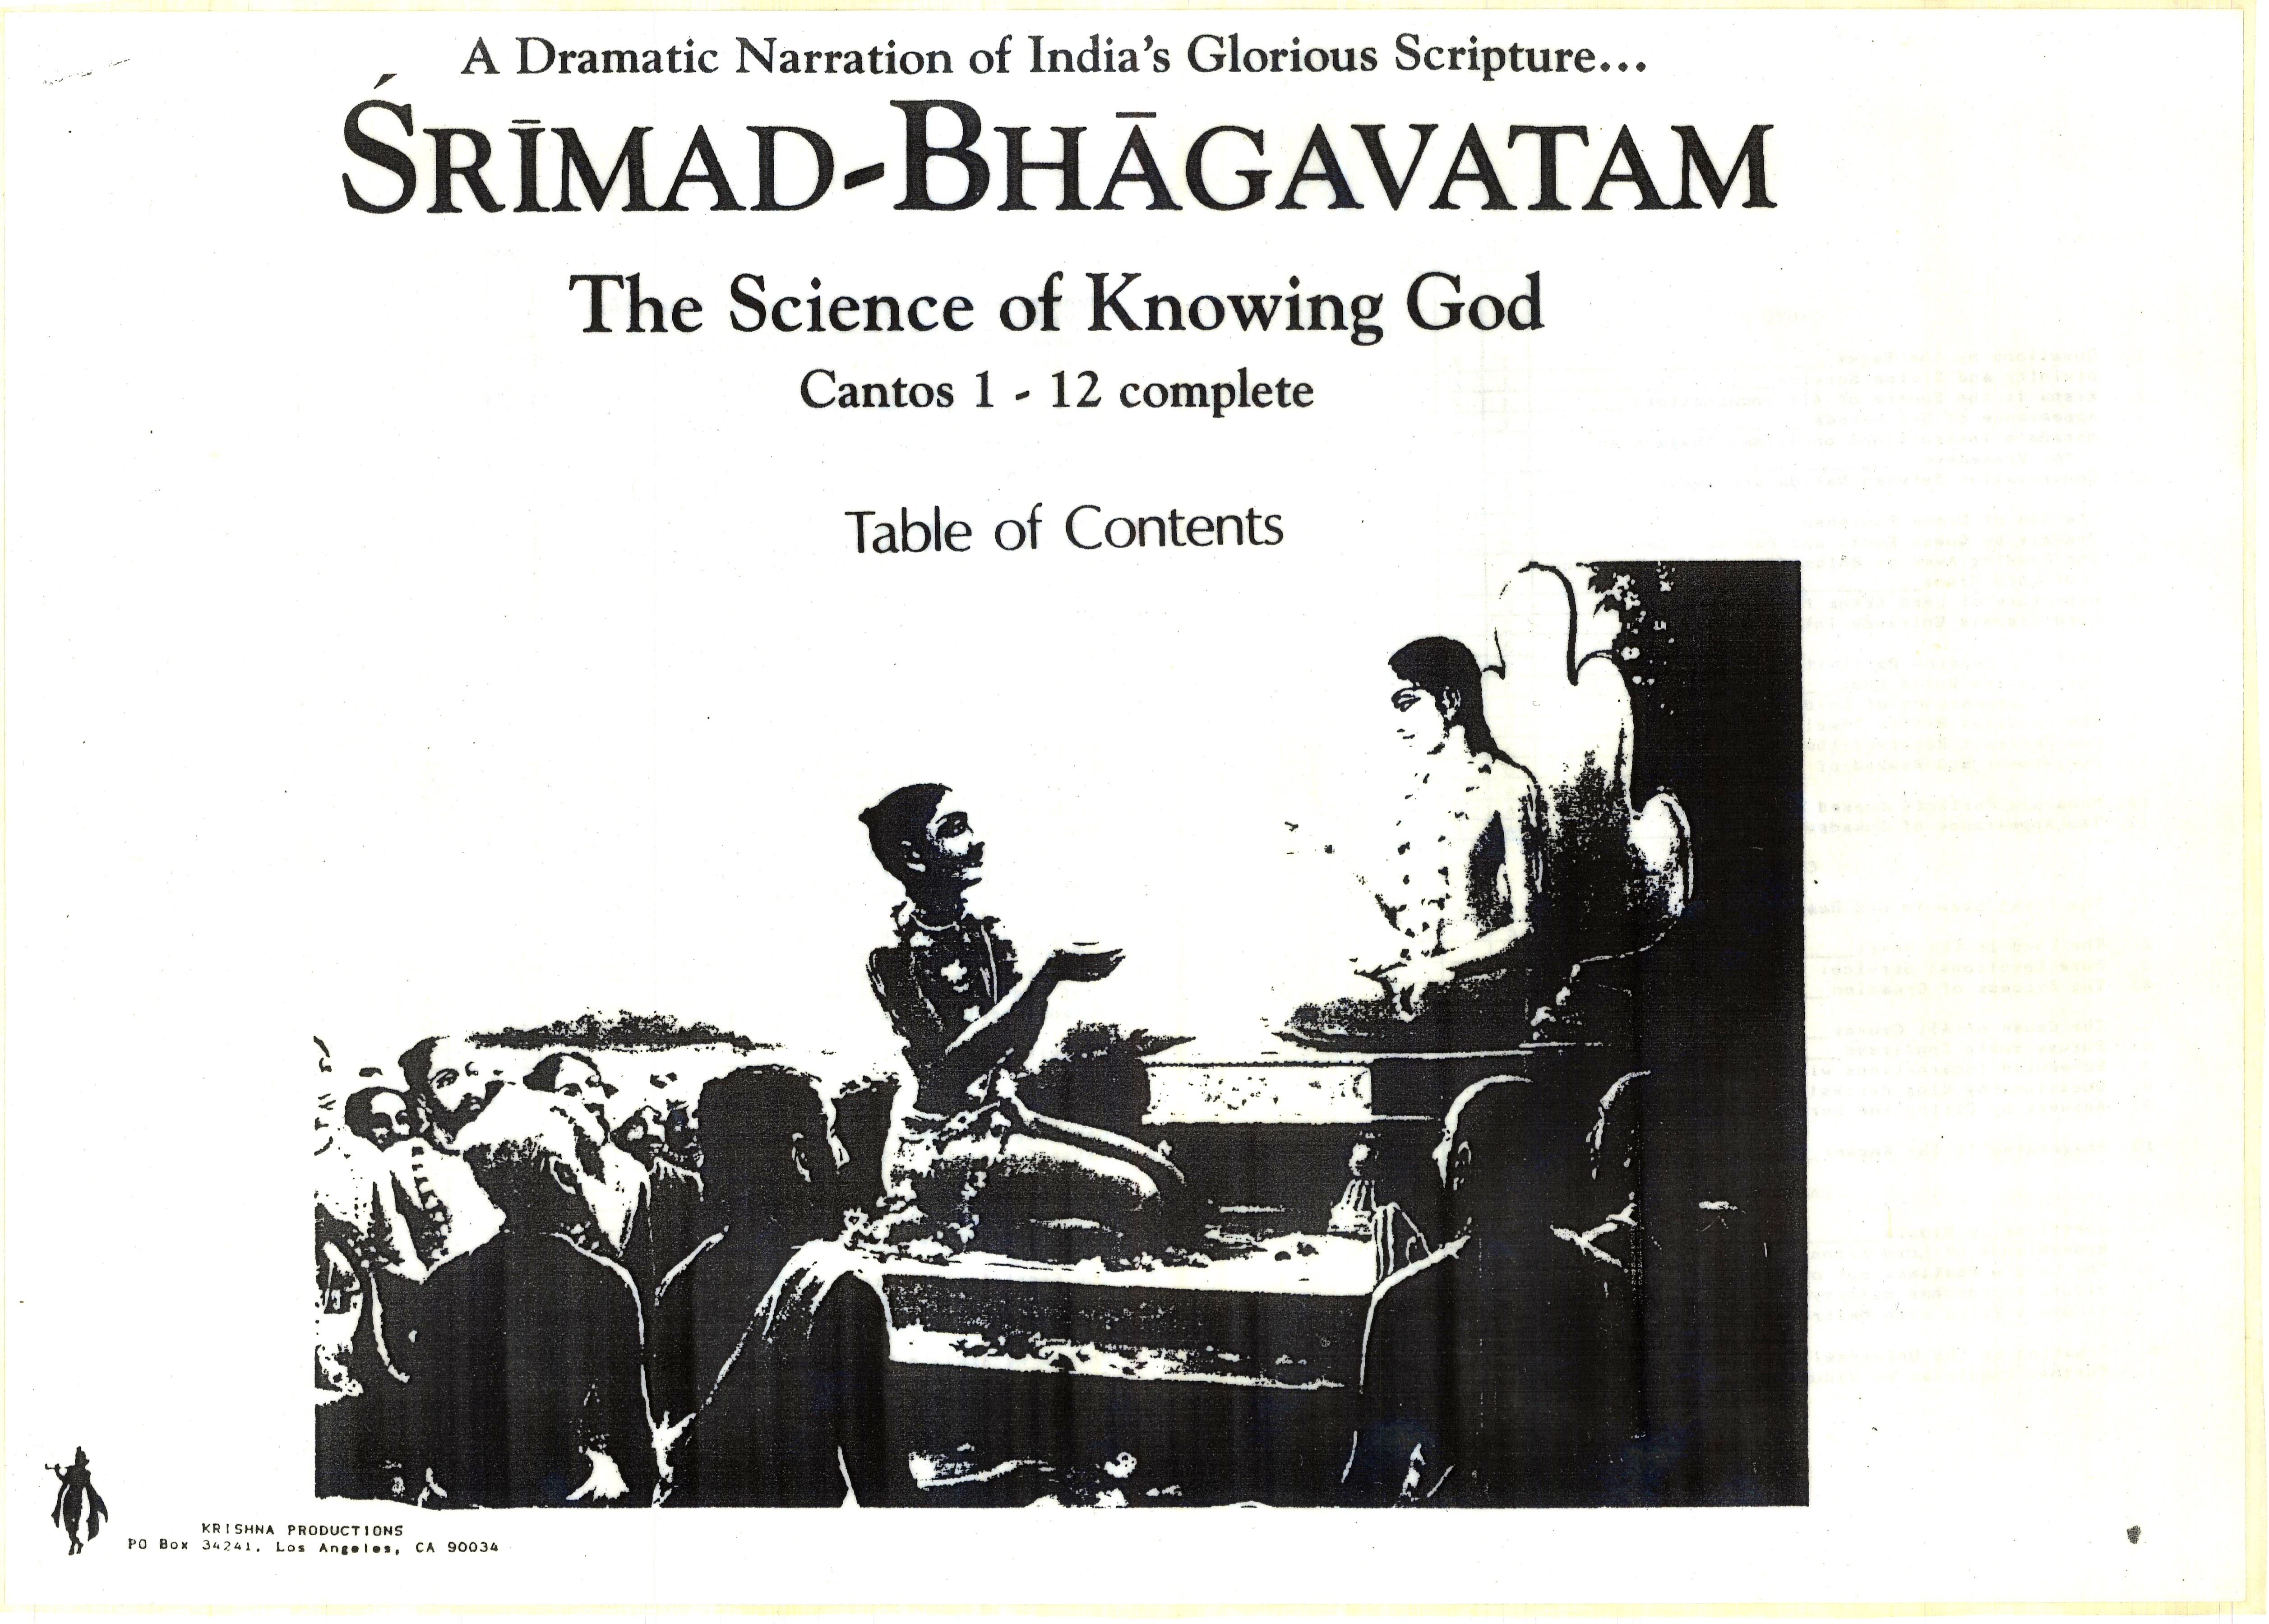 A Dramatic Narration of India's Glorious Scripture...
ŚRĪMAD-BHĀGAVATAM
The Science of Knowing God
Cantos 1 - 12 complete
Table of Contents
KRISHNA PRODUCTIONS
PO Box 34241, Los Angeles, CA 90034